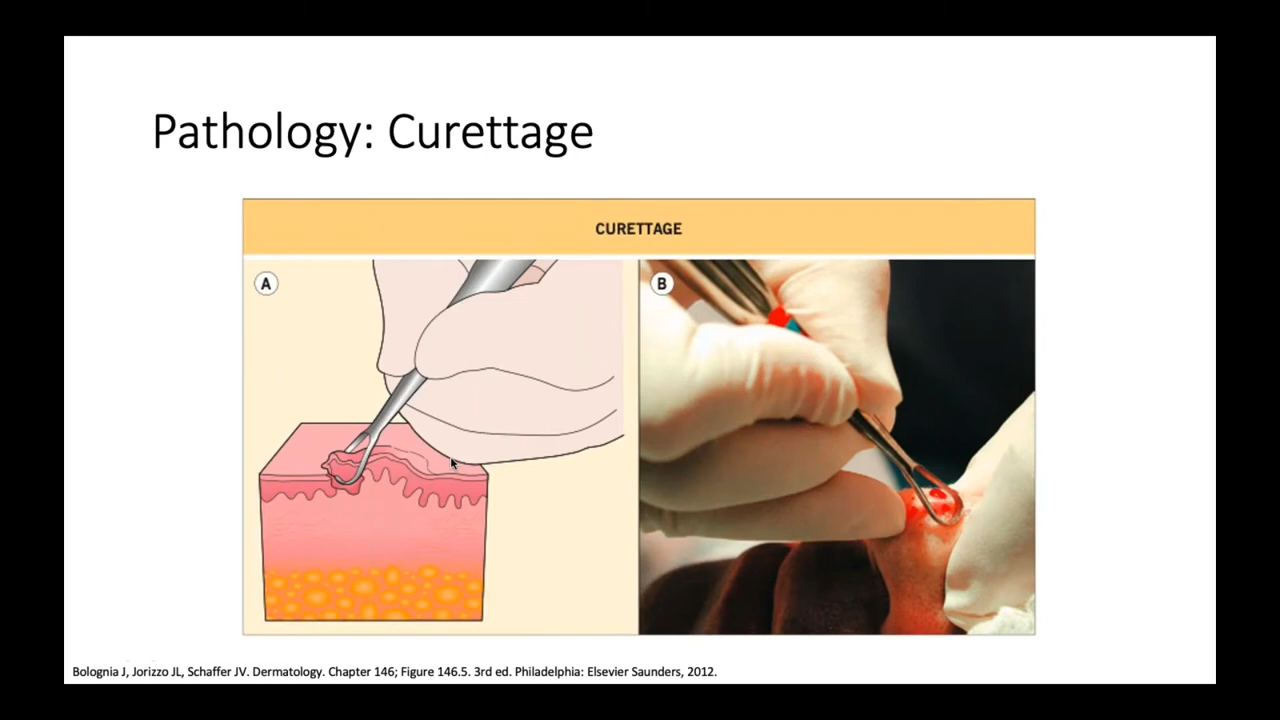 Pathology: Curettage
CURETTAGE
A
B
Bolognia J, Jorizzo JL, Schaffer JV. Dermatology. Chapter 146; Figure 146.5. 3rd ed. Philadelphia: Elsevier Saunders, 2012.